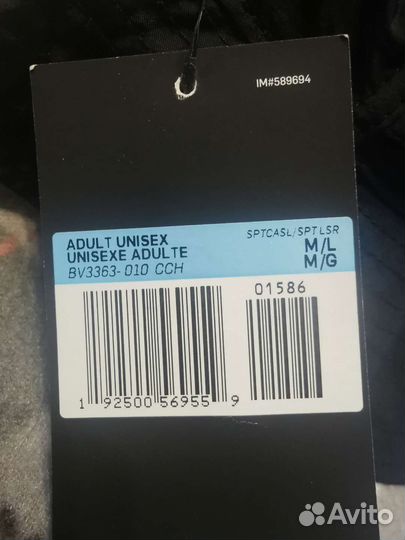 IM#589694
ADULT UNISEX
UNISEXE ADULTE
BV3363-010 CCH
SPTCASL/SPT LSR
M/L
M/G
01586
1 92500 56955 9
Avito